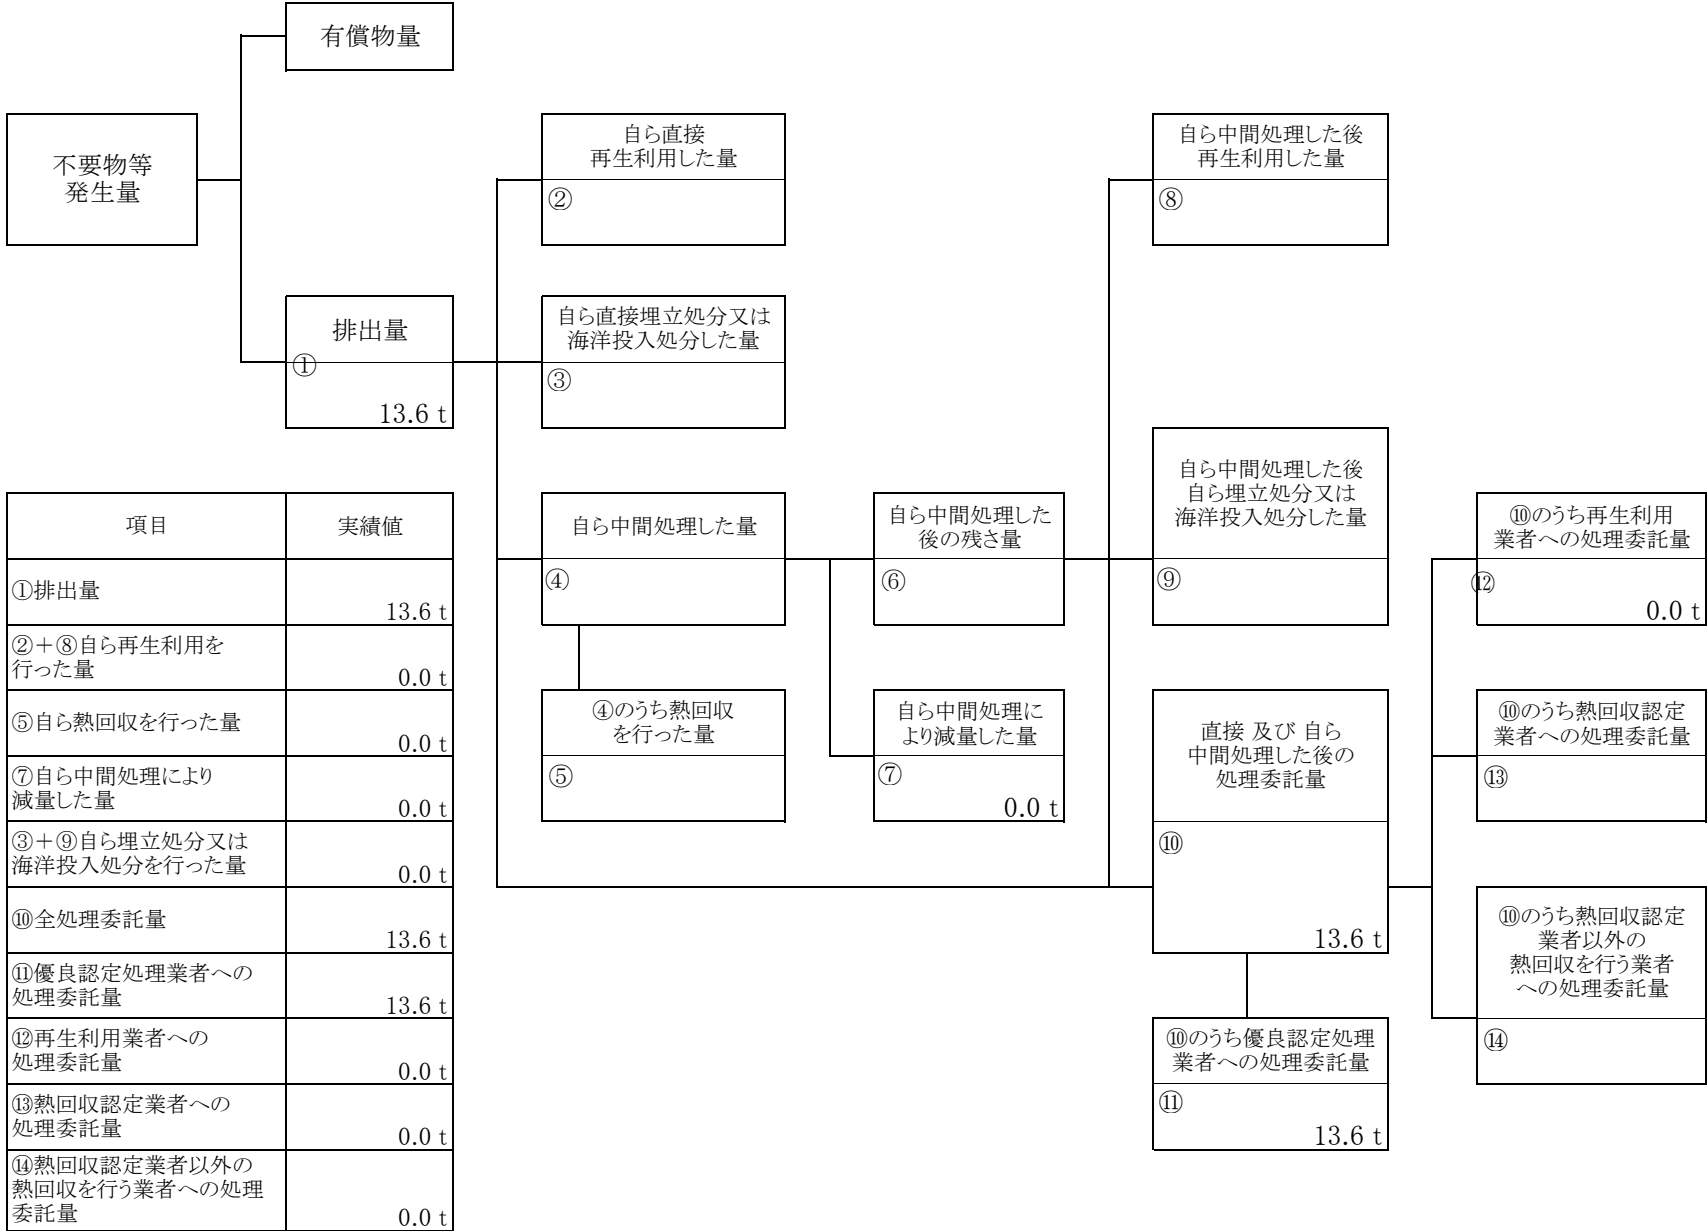 有償物量
不要物等
発生量
自ら直接
再生利用した量
②
自ら中間処理した後
再生利用した量
⑧
排出量
①
13.6 t
自ら直接埋立処分又は
海洋投入処分した量
③
自ら中間処理した量
④
自ら中間処理した
後の残さ量
⑥
自ら中間処理した後
自ら埋立処分又は
海洋投入処分した量
⑨
⑩のうち再生利用
業者への処理委託量
⑫
0.0 t
④のうち熱回収
を行った量
⑤
自ら中間処理に
より減量した量
⑦
0.0 t
直接 及び 自ら
中間処理した後の
処理委託量
⑩
13.6 t
⑩のうち熱回収認定
業者への処理委託量
⑬
⑩のうち熱回収認定
業者以外の
熱回収を行う業者
への処理委託量
⑭
⑩のうち優良認定処理
業者への処理委託量
⑪
13.6 t
項目 実績値
①排出量
13.6 t
②＋⑧自ら再生利用を
行った量
0.0 t
⑤自ら熱回収を行った量
0.0 t
⑦自ら中間処理により
減量した量
0.0 t
③＋⑨自ら埋立処分又は
海洋投入処分を行った量
0.0 t
⑩全処理委託量
13.6 t
⑪優良認定処理業者への
処理委託量
13.6 t
⑫再生利用業者への
処理委託量
0.0 t
⑬熱回収認定業者への
処理委託量
0.0 t
⑭熱回収認定業者以外の
熱回収を行う業者への処理
委託量
0.0 t